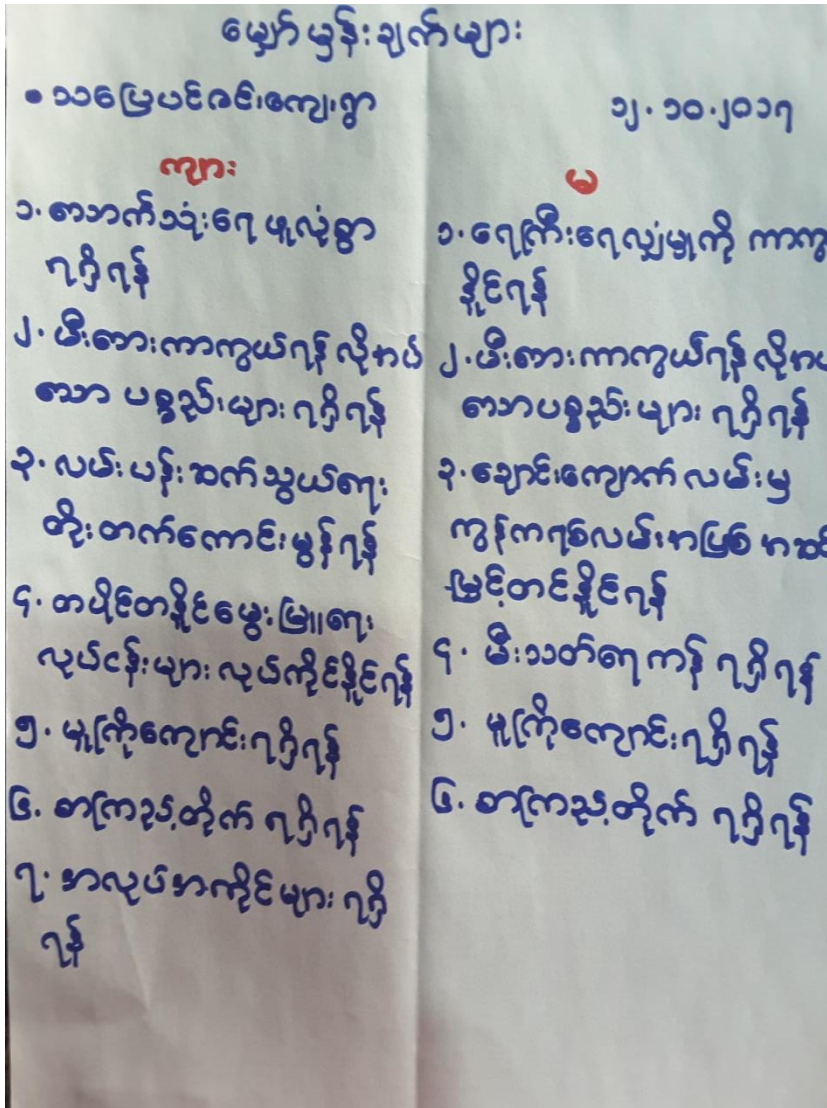 မျှော်မှန်းချက်များ
• သပြေပင်ဇင်းကျေးရွာ
၁၂.၁၀.၂၀၁၇
ကျား
၁. သောက်သုံးရေ ဖူလုံစွာ
ရရှိရန်
၂. မီးဘေးကာကွယ်ရန် လိုအပ်
သော ပစ္စည်းများ ရရှိရန်
၃. လမ်းပန်းဆက်သွယ်ရေး
တိုးတက်ကောင်းမွန်ရန်
၄. တပိုင်တနိုင်မွေးမြူရေး
လုပ်ငန်းများ လုပ်ကိုင်နိုင်ရန်
၅. မူကြိုကျောင်းရရှိရန်
၆. စာကြည့်တိုက် ရရှိရန်
၇. အလုပ်အကိုင်များ ရရှိ
ရန်
မ
၁. ရေကြီးရေလျှံမှုကို ကာကွ
နိုင်ရန်
၂. မီးဘေးကာကွယ်ရန် လိုအပ
သောပစ္စည်းများ ရရှိရန်
၃. ချောင်းကျောက်လမ်းမှ
ကွန်ကရစ်လမ်းအဖြစ် အဆင်
မြှင့်တင်နိုင်ရန်
၄. မီးသတ်ရေကန် ရရှိရန်
၅. မူကြိုကျောင်းရရှိရန်
၆. စာကြည့်တိုက် ရရှိရန်